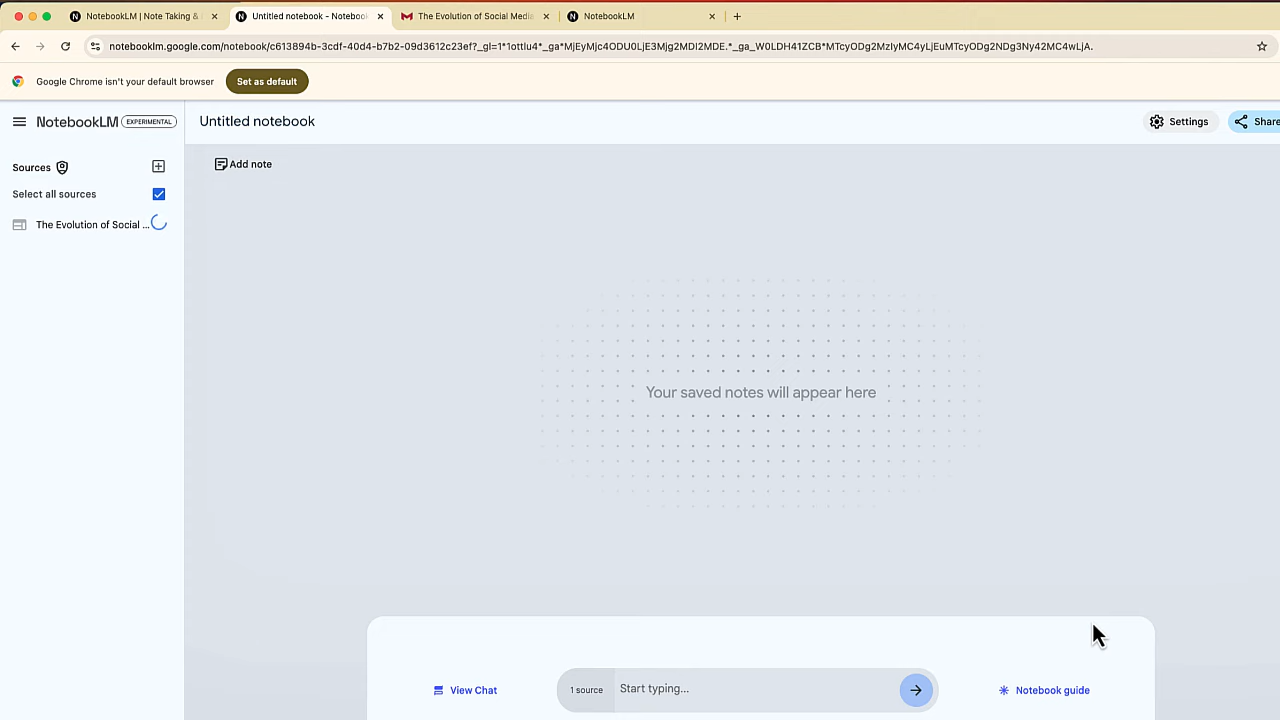 NotebookLM | Note Taking &
Untitled notebook - Notebook
The Evolution of Social Media
NotebookLM
notebooklm.google.com/notebook/c613894b-3cdf-40d4-b7b2-09d3612c23ef?_gl=1*1ottlu4*_ga*MjEyMjc4ODU0LjE3Mjg2MDI2MDE.*_ga_W0LDH41ZCB*MTcyODg2MzIyMC4yLjEuMTcyODg2NDg3Ny42MC4wLjA.
Google Chrome isn't your default browser
Set as default
NotebookLM EXPERIMENTAL
Untitled notebook
Settings
Share
Sources
Add note
Select all sources
The Evolution of Social ...
Your saved notes will appear here
View Chat
1 source
Start typing...
Notebook guide